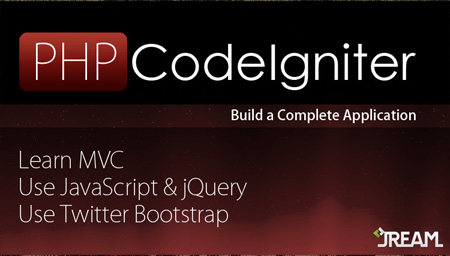 PHP CodeIgniter
Build a Complete Application
Learn MVC
Use JavaScript & jQuery
Use Twitter Bootstrap
JREAM